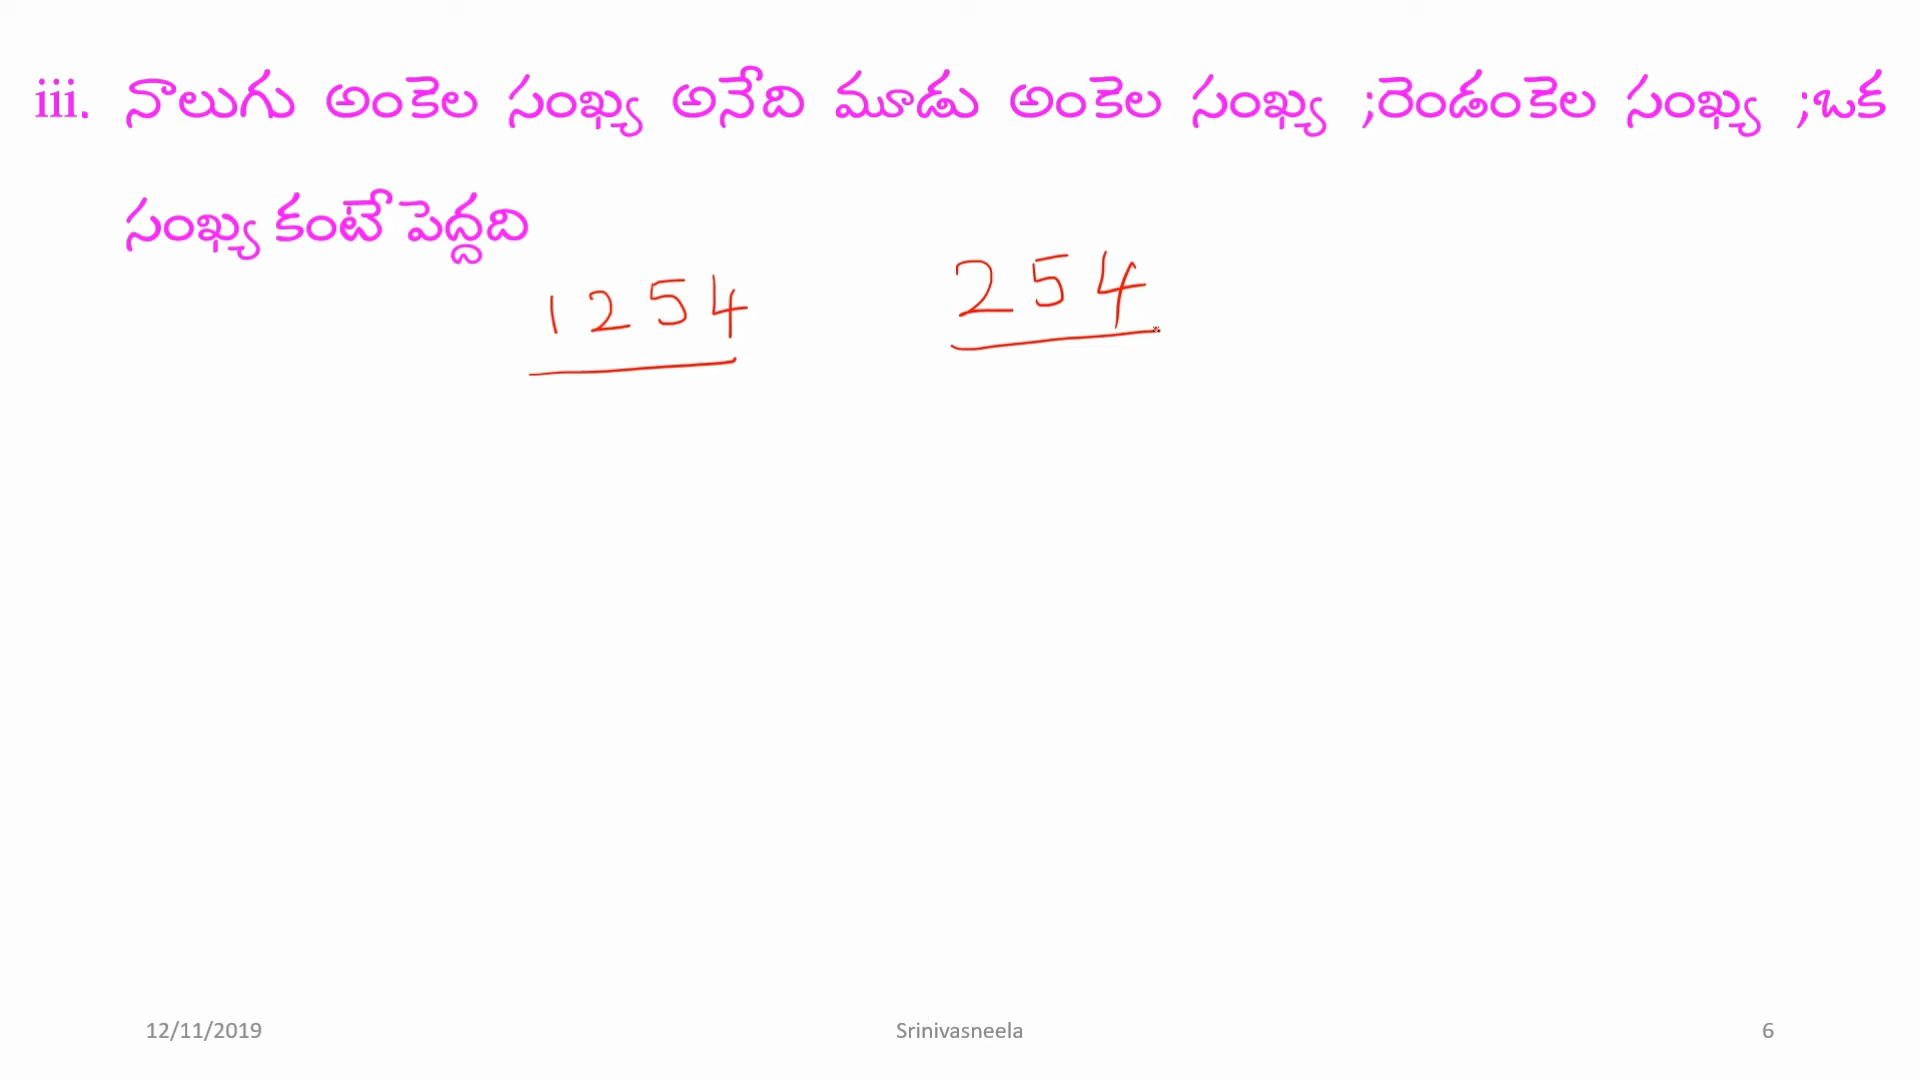 iii. నాలుగు అంకెల సంఖ్య అనేది మూడు అంకెల సంఖ్య ;రెండంకెల సంఖ్య ;ఒక
సంఖ్య కంటే పెద్దది
1254 254
12/11/2019 Srinivasneela 6